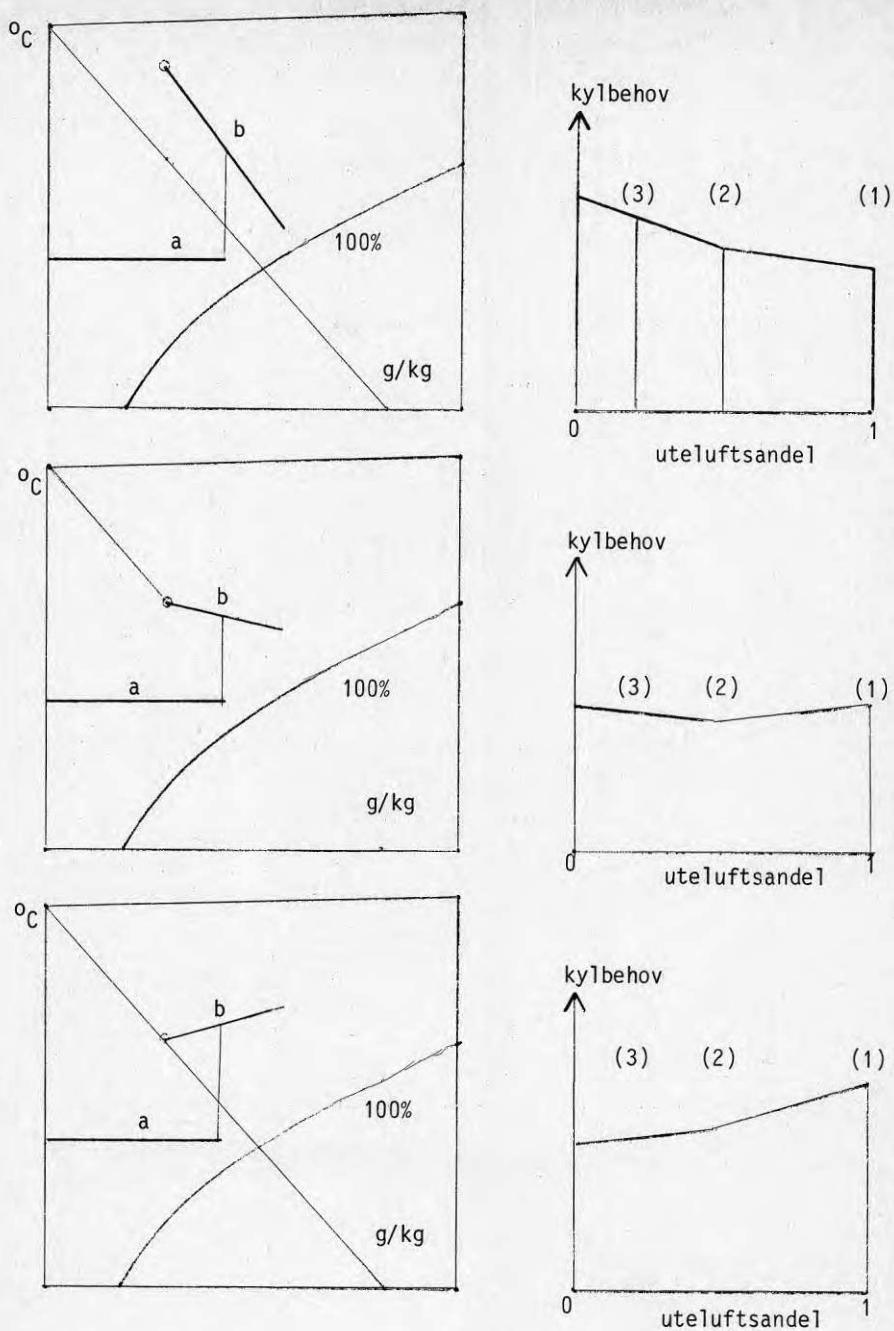 °C
b
a
100%
g/kg
kylbehov
(3) (2) (1)
0 1
uteluftsandel
°C
b
a
100%
g/kg
kylbehov
(3) (2) (1)
0 1
uteluftsandel
°C
b
a
100%
g/kg
kylbehov
(3) (2) (1)
0 1
uteluftsandel